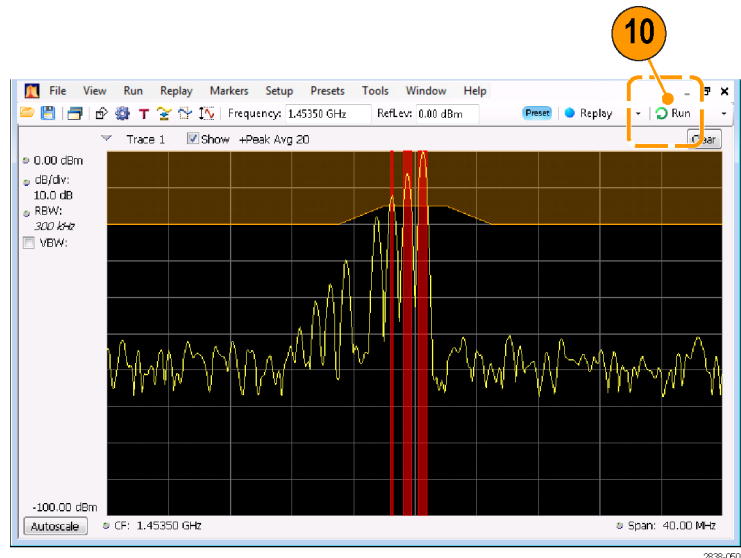 10
File View Run Replay Markers Setup Presets Tools Window Help
Frequency: 1.45350 GHz RefLev: 0.00 dBm Preset Replay Run
Trace 1 Show +Peak Avg 20 Clear
0.00 dBm
dB/div:
10.0 dB
RBW:
300 kHz
VBW:
-100.00 dBm
Autoscale CF: 1.45350 GHz Span: 40.00 MHz
2838-050